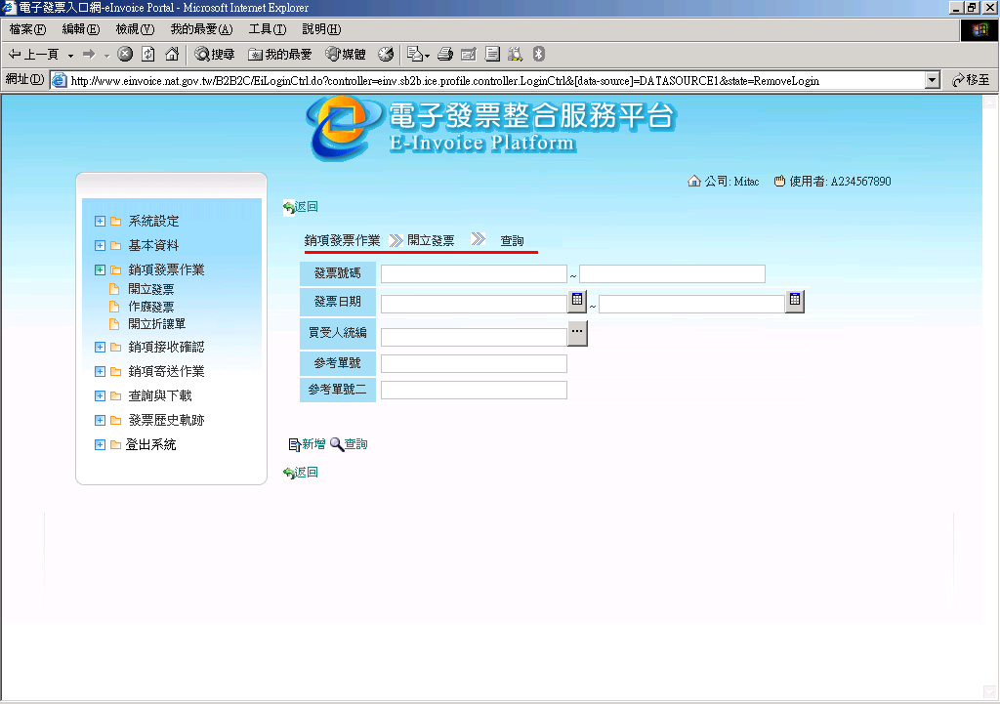 電子發票入口網-eInvoice Portal - Microsoft Internet Explorer
檔案(F) 編輯(E) 檢視(V) 我的最愛(A) 工具(T) 說明(H)
上一頁 搜尋 我的最愛 媒體
網址(D) http://www.einvoice.nat.gov.tw/B2B2C/EiLoginCtrl.do?controller=einv.sb2b.ice.profile.controller.LoginCtrl&[data-source]=DATASOURCE1&state=RemoveLogin 移至
電子發票整合服務平台
E-Invoice Platform
公司: Mitac 使用者: A234567890
系統設定
基本資料
銷項發票作業
開立發票
作廢發票
開立折讓單
銷項接收確認
銷項寄送作業
查詢與下載
發票歷史軌跡
登出系統
返回
銷項發票作業 開立發票 查詢
發票號碼 ~
發票日期 ~
買受人統編 ...
參考單號
參考單號二
新增 查詢
返回